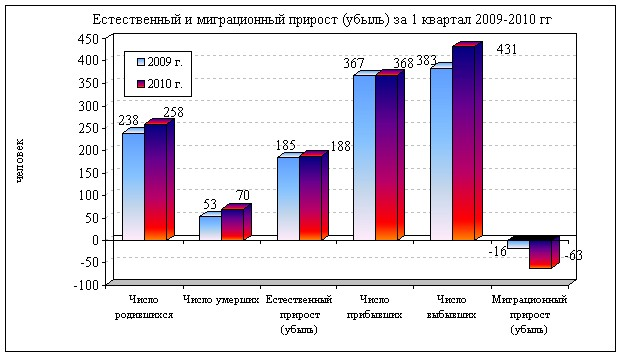 Естественный и миграционный прирост (убыль) за 1 квартал 2009-2010 гг
человек
450
400
350
300
250
200
150
100
50
0
-50
-100
2009 г.
2010 г.
238
258
53
70
185
188
367
368
383
431
-16
-63
Число
родившихся
Число умерших
Естественный
прирост
(убыль)
Число
прибывших
Число
выбывших
Миграционный
прирост
(убыль)